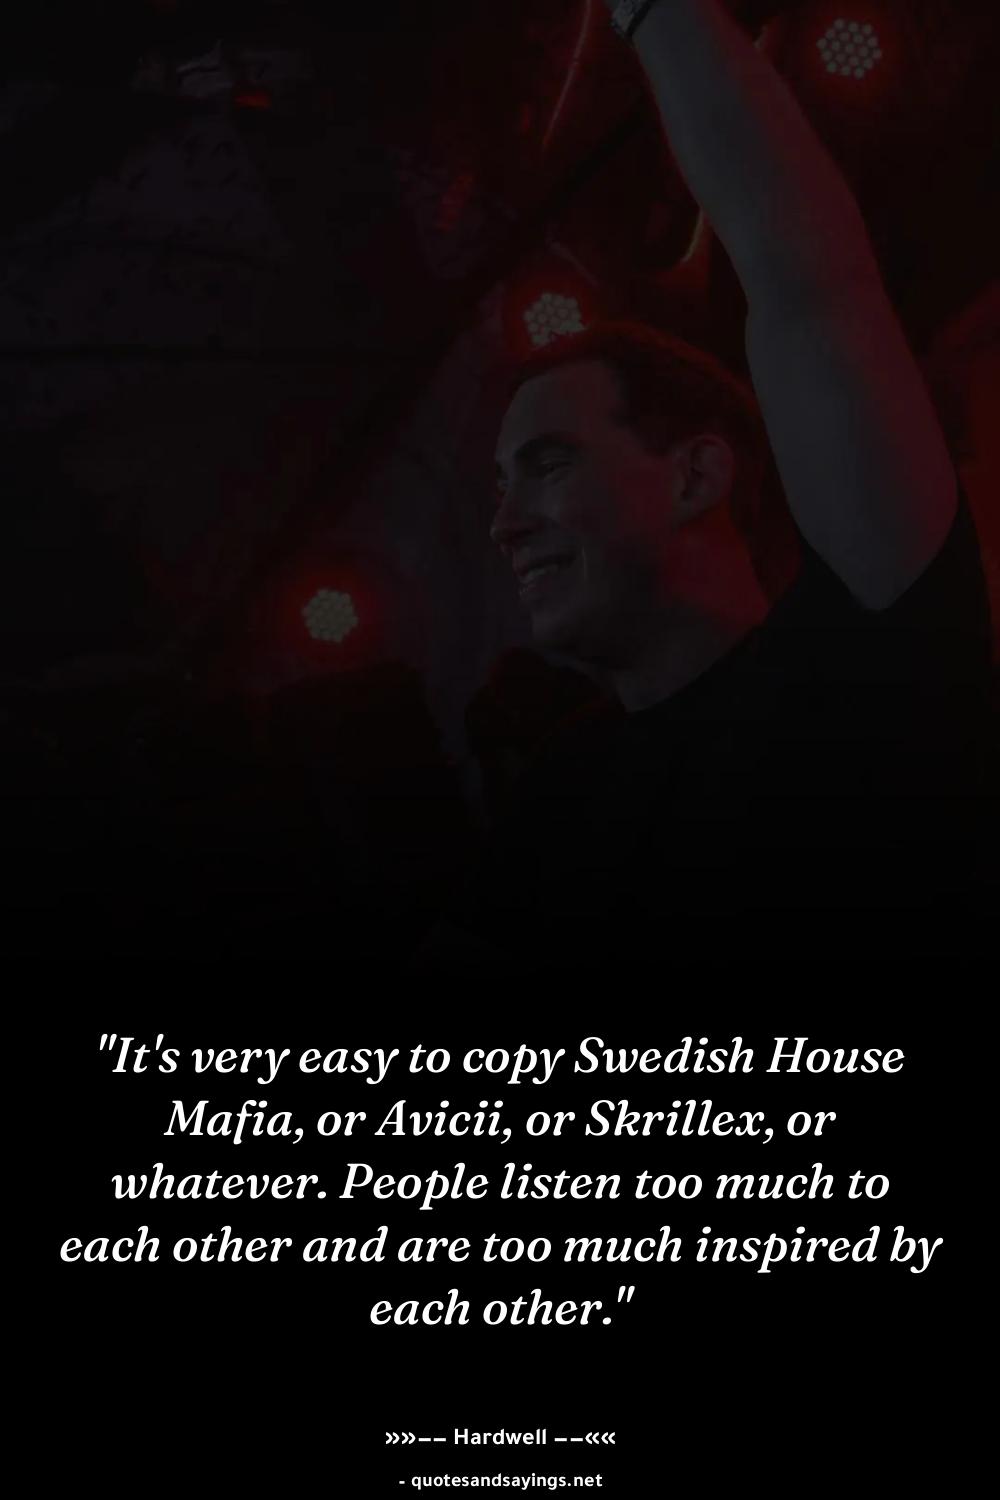 "It's very easy to copy Swedish House
Mafia, or Avicii, or Skrillex, or
whatever. People listen too much to
each other and are too much inspired by
each other."
»»−− Hardwell −−««
- quotesandsayings.net